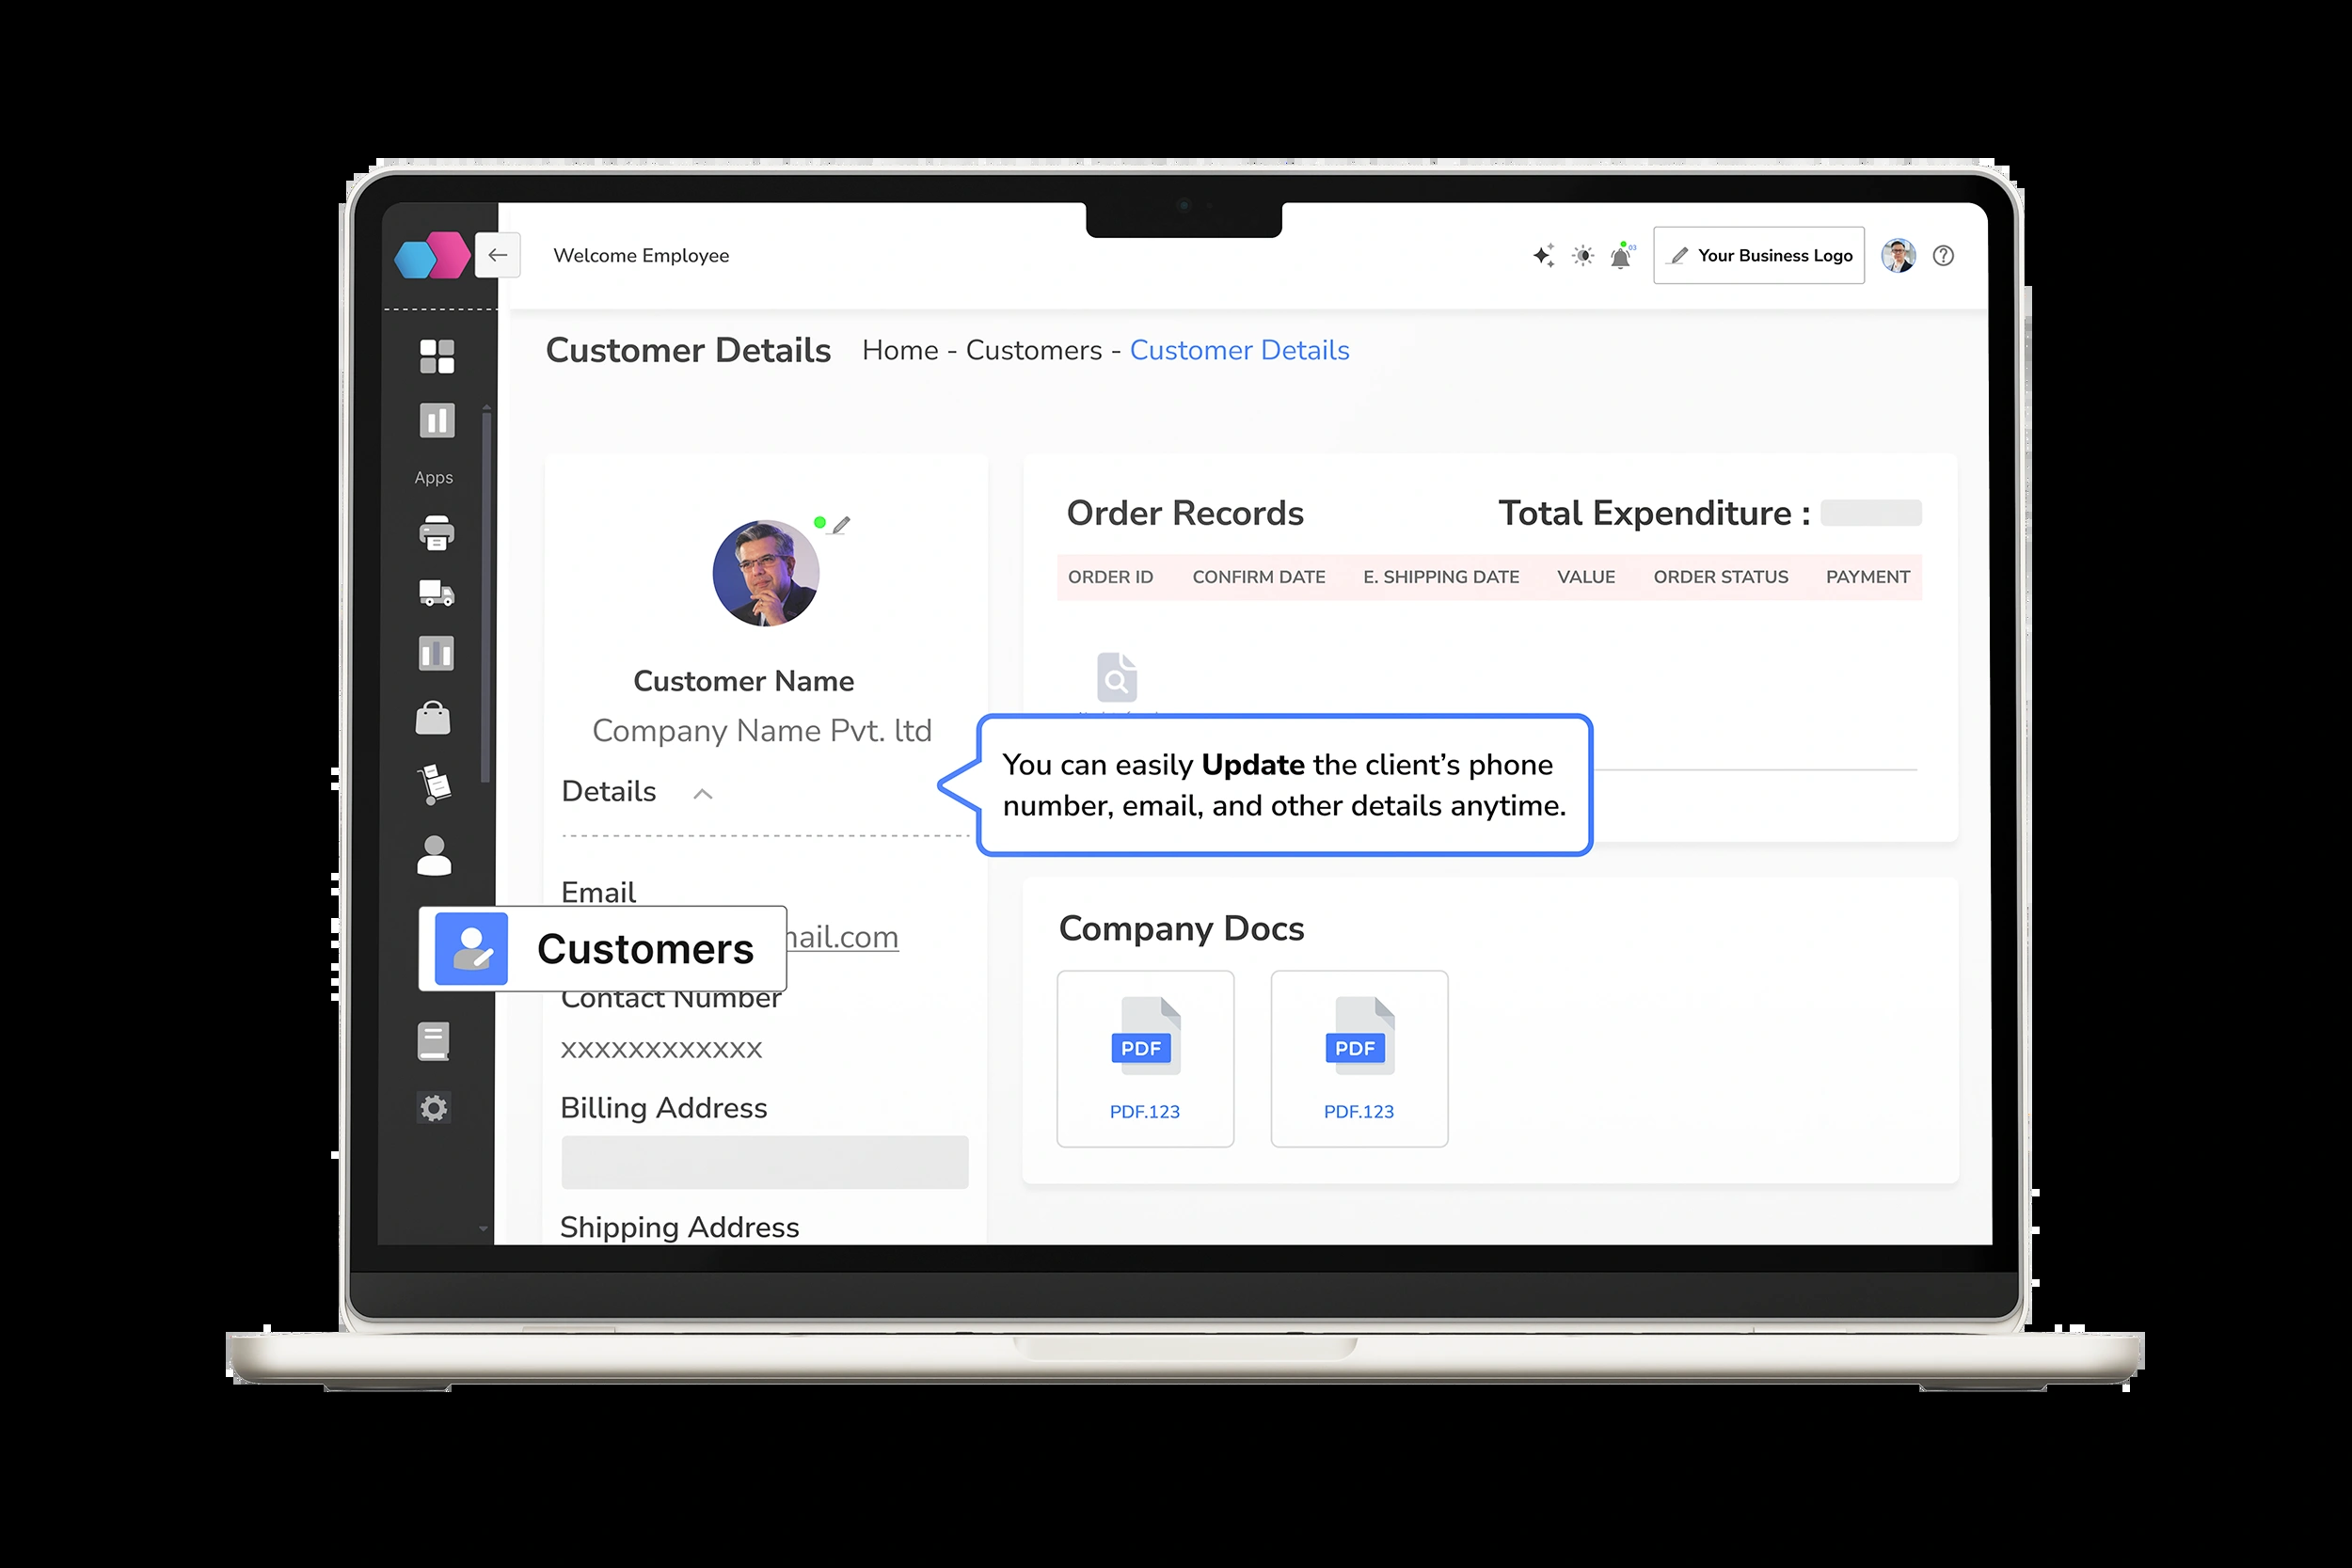 Welcome Employee
03
Your Business Logo
Customer Details
Home - Customers - Customer Details
Apps
Customer Name
Company Name Pvt. ltd
Details
Email
mail.com
Customers
Contact Number
xxxxxxxxxxxx
Billing Address
Shipping Address
Order Records
Total Expenditure :
ORDER ID CONFIRM DATE E. SHIPPING DATE VALUE ORDER STATUS PAYMENT
You can easily Update the client’s phone
number, email, and other details anytime.
Company Docs
PDF
PDF.123
PDF
PDF.123